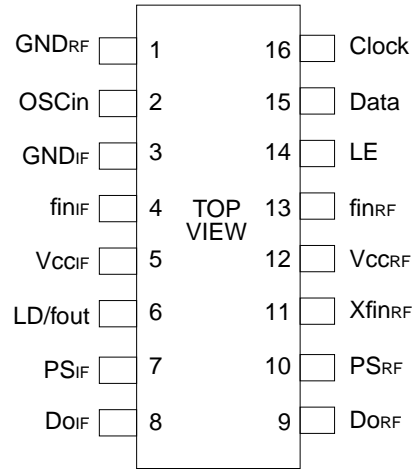 GNDRF 1 16 Clock
OSCin 2 15 Data
GNDIF 3 14 LE
finIF 4 TOP 13 finRF
VIEW
VccIF 5 12 VccRF
LD/fout 6 11 XfinRF
PSIF 7 10 PSRF
DoIF 8 9 DoRF